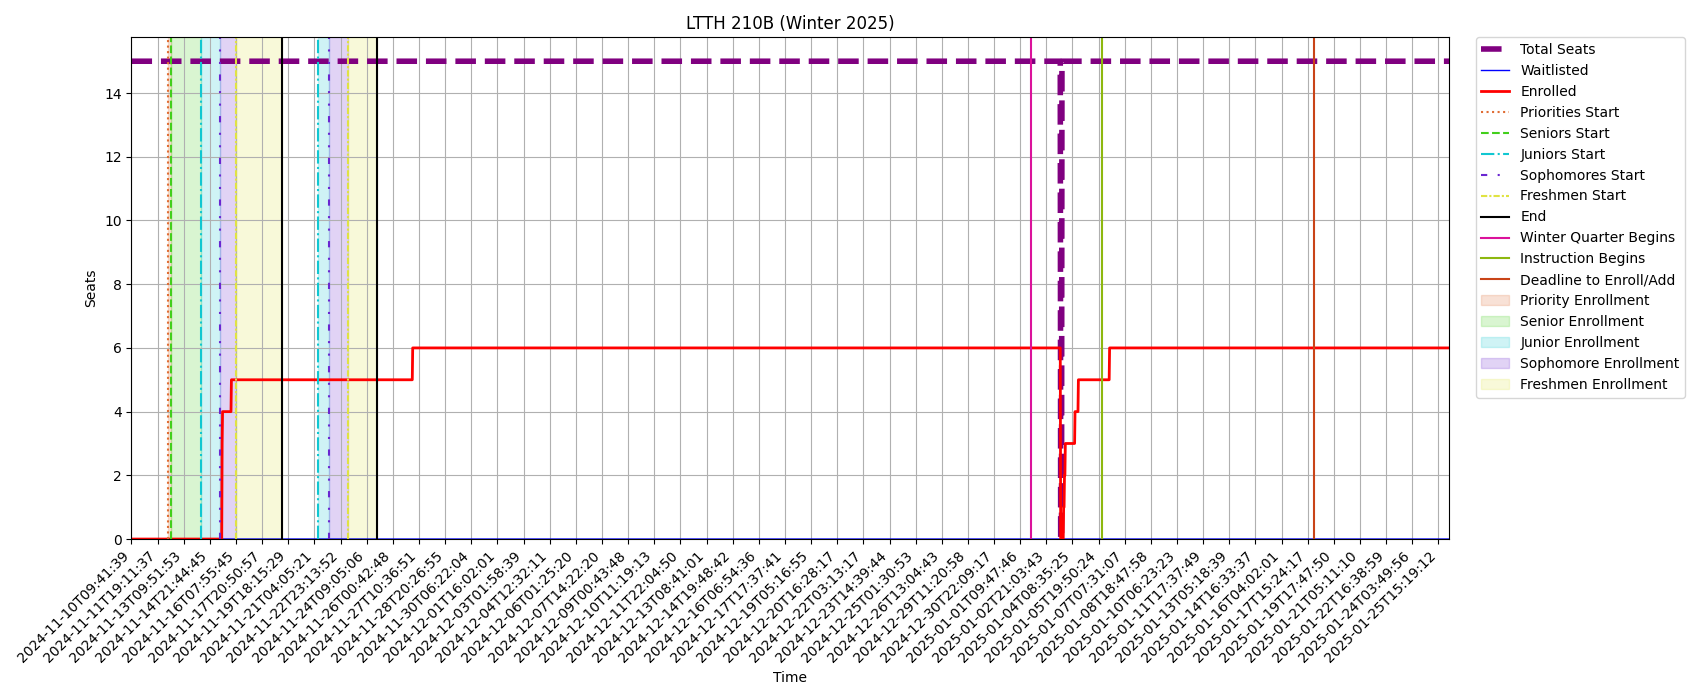 LTTH 210B (Winter 2025)
Total Seats
Waitlisted
Enrolled
Priorities Start
Seniors Start
Juniors Start
Sophomores Start
Freshmen Start
End
Winter Quarter Begins
Instruction Begins
Deadline to Enroll/Add
Priority Enrollment
Senior Enrollment
Junior Enrollment
Sophomore Enrollment
Freshmen Enrollment
Seats
14
12
10
8
6
4
2
0
2024-11-10T09:41:39
2024-11-11T19:11:37
2024-11-13T09:51:53
2024-11-14T21:44:45
2024-11-16T07:55:45
2024-11-17T20:50:57
2024-11-19T18:15:29
2024-11-21T04:05:21
2024-11-22T23:13:52
2024-11-24T09:05:06
2024-11-26T00:42:48
2024-11-27T10:36:51
2024-11-28T20:26:55
2024-11-30T06:22:04
2024-12-01T16:02:01
2024-12-03T01:58:39
2024-12-04T12:32:11
2024-12-06T01:25:20
2024-12-07T14:22:20
2024-12-09T00:43:48
2024-12-10T11:19:13
2024-12-11T22:04:50
2024-12-13T08:41:01
2024-12-14T19:48:42
2024-12-16T06:54:36
2024-12-17T17:37:41
2024-12-19T05:16:55
2024-12-20T16:28:17
2024-12-22T03:13:17
2024-12-23T14:39:44
2024-12-25T01:30:53
2024-12-26T13:04:43
2024-12-29T11:20:58
2024-12-30T22:09:17
2025-01-01T09:47:46
2025-01-02T21:03:43
2025-01-04T08:35:25
2025-01-05T19:50:24
2025-01-07T07:31:07
2025-01-08T18:47:58
2025-01-10T06:23:23
2025-01-11T17:37:49
2025-01-13T05:18:39
2025-01-14T16:33:37
2025-01-16T04:02:01
2025-01-17T15:24:17
2025-01-19T17:47:50
2025-01-21T05:11:10
2025-01-22T16:38:59
2025-01-24T03:49:56
2025-01-25T15:19:12
Time